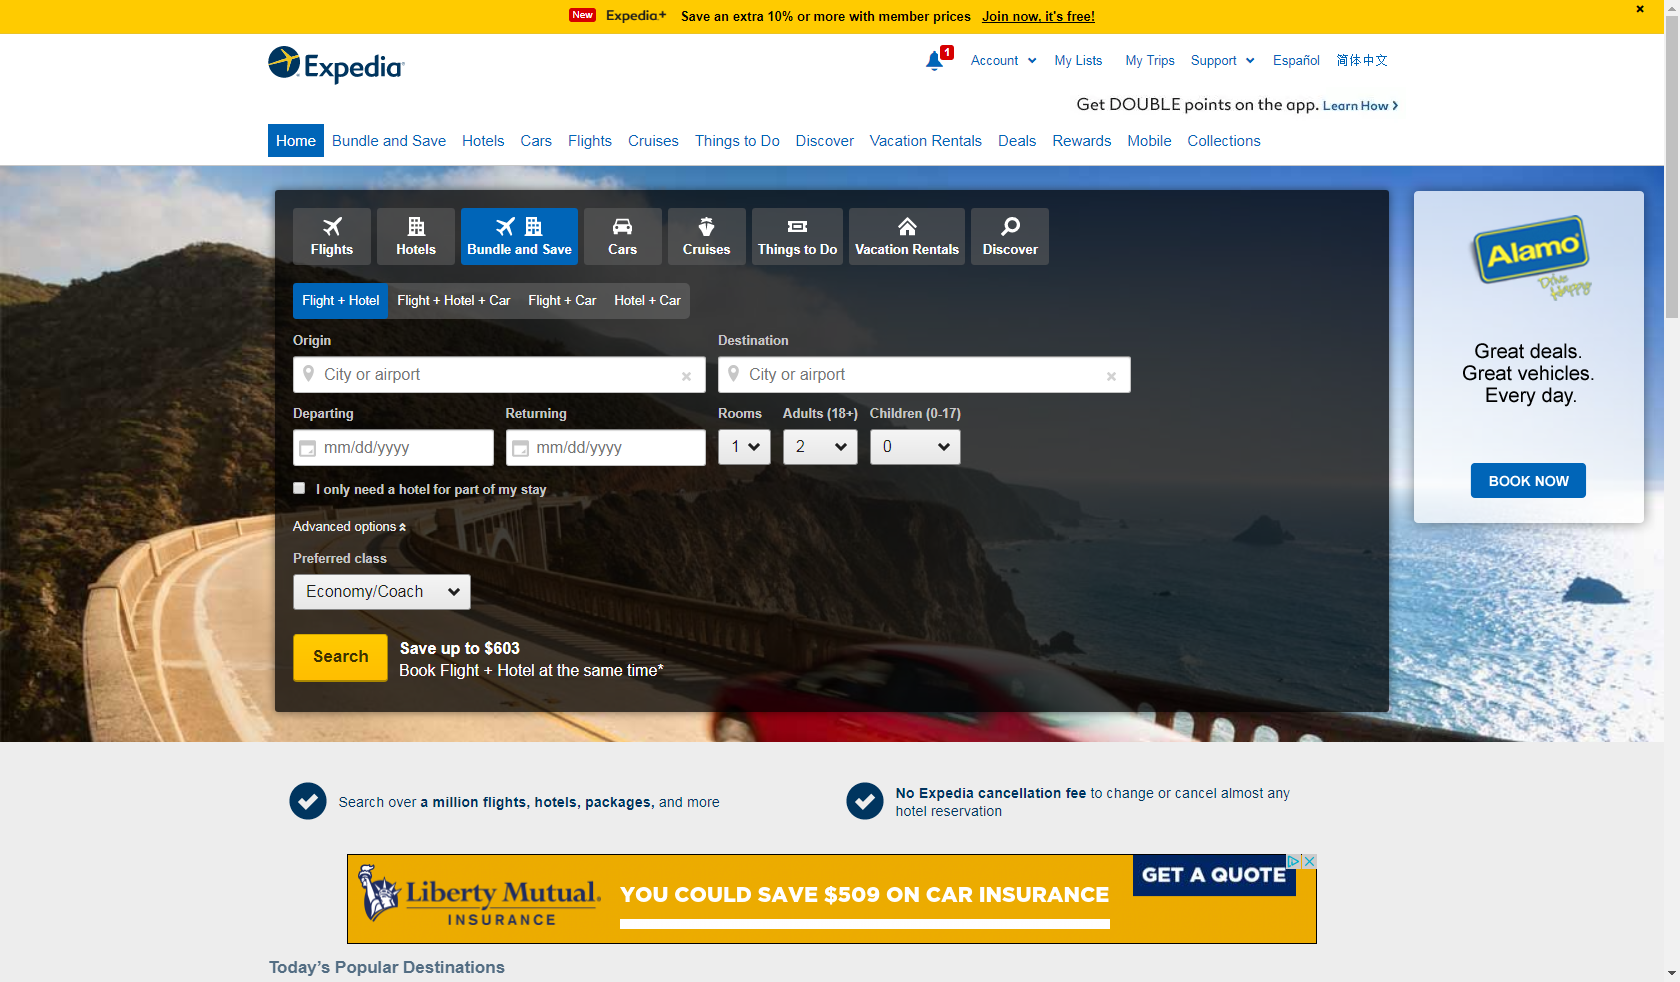 New Expedia+ Save an extra 10% or more with member prices Join now, it's free!
Expedia
1 Account My Lists My Trips Support Español 简体中文
Get DOUBLE points on the app. Learn How
Home Bundle and Save Hotels Cars Flights Cruises Things to Do Discover Vacation Rentals Deals Rewards Mobile Collections
Flights Hotels Bundle and Save Cars Cruises Things to Do Vacation Rentals Discover
Flight + Hotel Flight + Hotel + Car Flight + Car Hotel + Car
Origin Destination
City or airport City or airport
Departing Returning Rooms Adults (18+) Children (0-17)
mm/dd/yyyy mm/dd/yyyy 1 2 0
I only need a hotel for part of my stay
Advanced options
Preferred class
Economy/Coach
Search
Save up to $603
Book Flight + Hotel at the same time*
Alamo
Drive Happy
Great deals.
Great vehicles.
Every day.
BOOK NOW
Search over a million flights, hotels, packages, and more
No Expedia cancellation fee to change or cancel almost any
hotel reservation
Liberty Mutual.
INSURANCE
YOU COULD SAVE $509 ON CAR INSURANCE
GET A QUOTE
Today's Popular Destinations